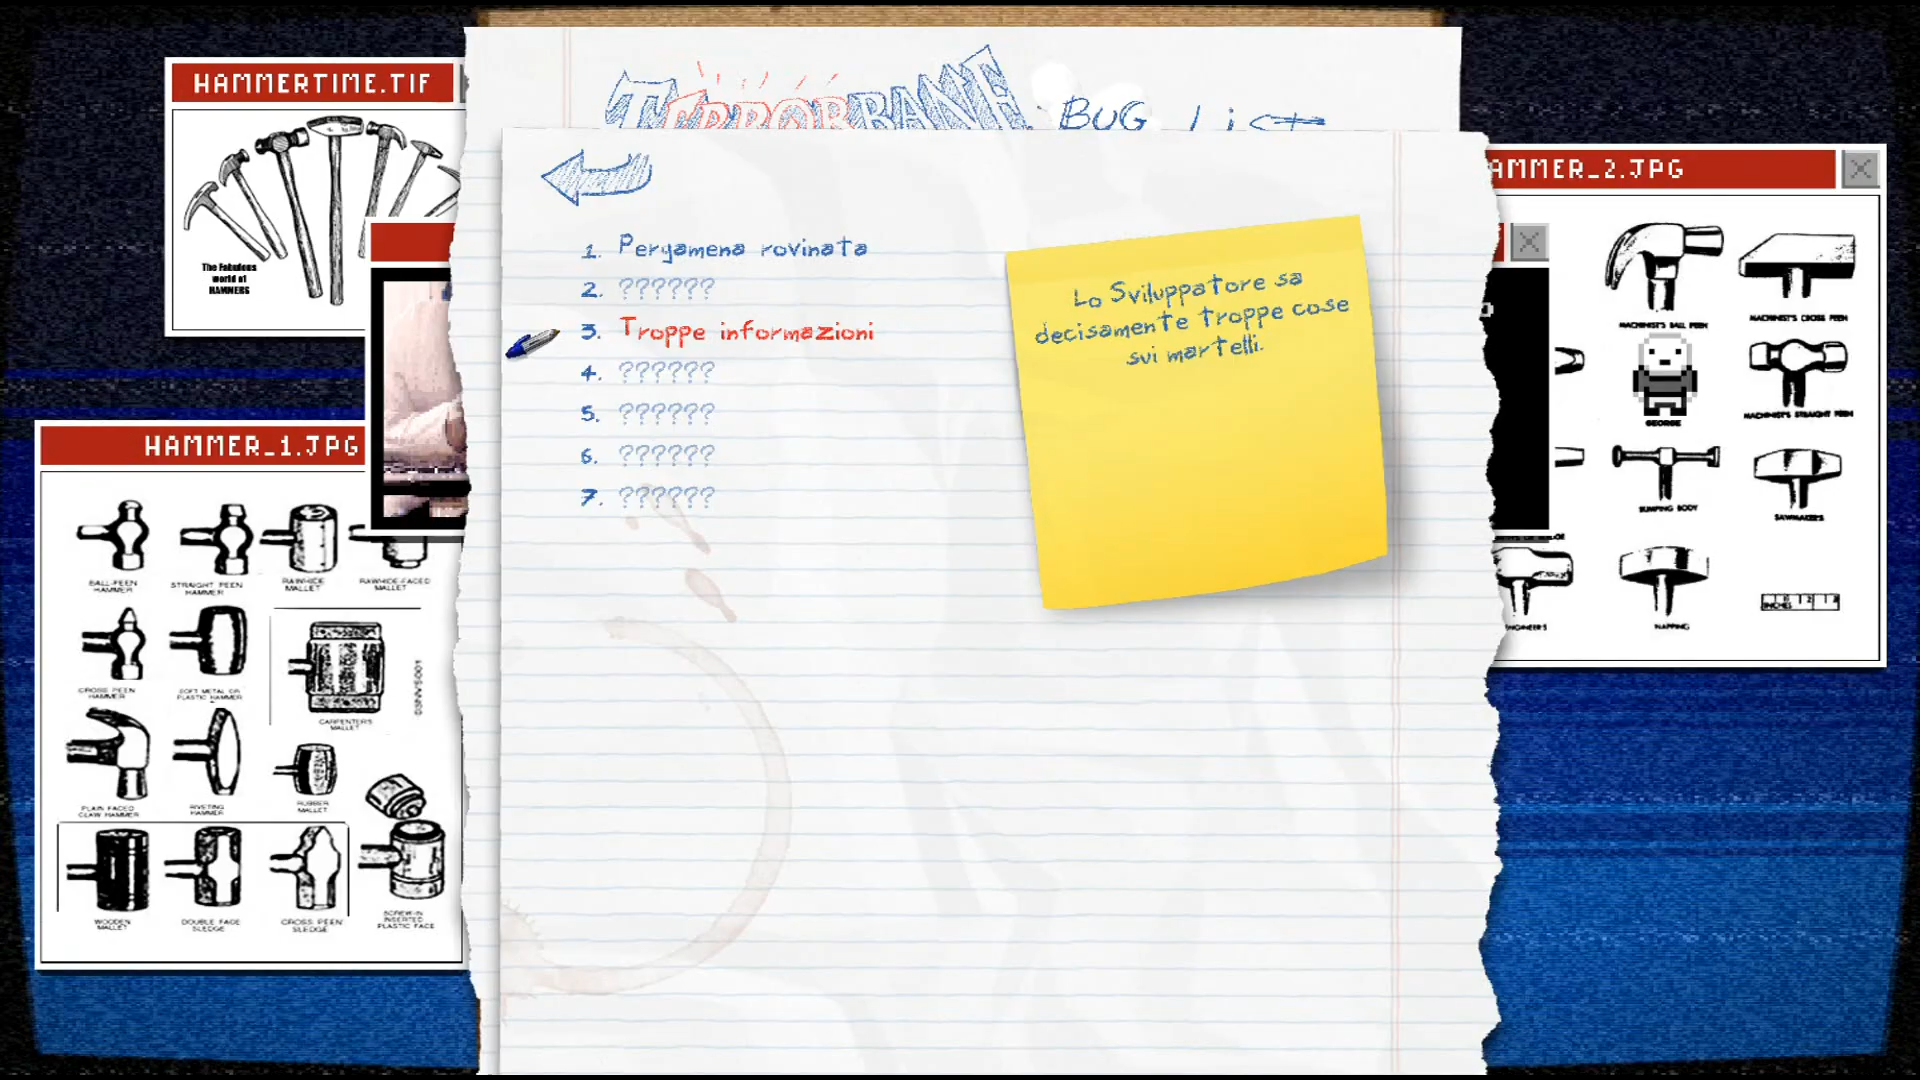 HAMMERTIME.TIF
The Fabulous
world of
HAMMERS
TERRORBANE BUG List
1. Pergamena rovinata
2. ??????
3. Troppe informazioni
4. ??????
5. ??????
6. ??????
7. ??????
Lo Sviluppatore sa
decisamente troppe cose
sui martelli.
HAMMER_1.JPG
BALL-PEEN
HAMMER
STRAIGHT PEEN
HAMMER
RAWHIDE
MALLET
RAWHIDE-FACED
MALLET
CROSS PEEN
HAMMER
SOFT METAL OR
PLASTIC HAMMER
CARPENTER'S
MALLET
PLAIN FACED
CLAW HAMMER
RIVETING
HAMMER
RUBBER
MALLET
WOODEN
MALLET
DOUBLE FACE
SLEDGE
CROSS PEEN
SLEDGE
SCREW-IN
INSERTED
PLASTIC FACE
AMMER_2.JPG
MACHINIST'S BALL PEEN
MACHINIST'S CROSS PEEN
GEORGE
MACHINIST'S STRAIGHT PEEN
BUMPING BODY
SAWMAKER'S
NAPPING
INCHES